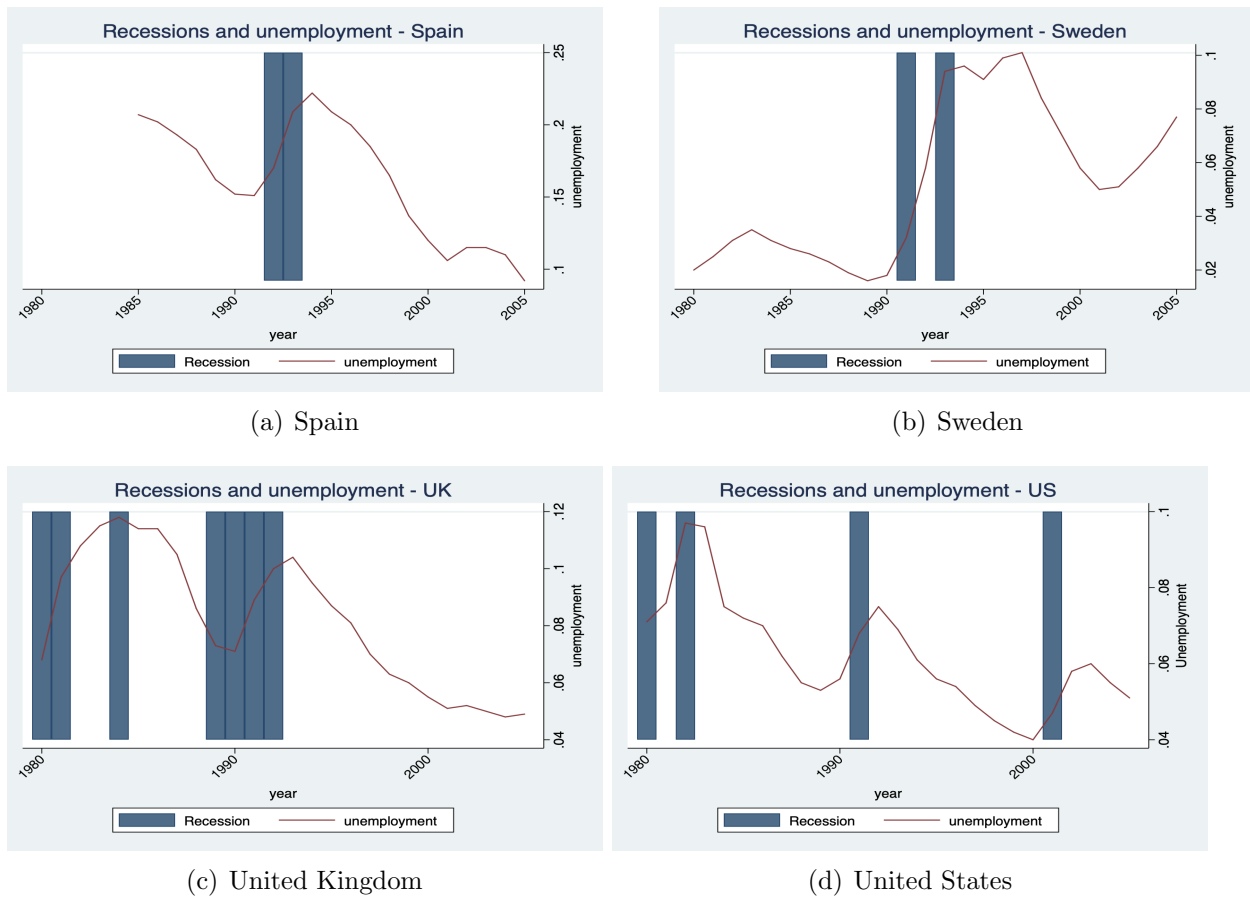 Recessions and unemployment - Spain
.25
.2
.15
.1
unemployment
1980
1985
1990
1995
2000
2005
year
Recession
unemployment
(a) Spain
Recessions and unemployment - Sweden
.1
.08
.06
.04
.02
unemployment
1980
1985
1990
1995
2000
2005
year
Recession
unemployment
(b) Sweden
Recessions and unemployment - UK
.12
.1
.08
.06
.04
unemployment
1980
1990
2000
year
Recession
unemployment
(c) United Kingdom
Recessions and unemployment - US
.1
.08
.06
.04
Unemployment
1980
1990
2000
year
Recession
unemployment
(d) United States